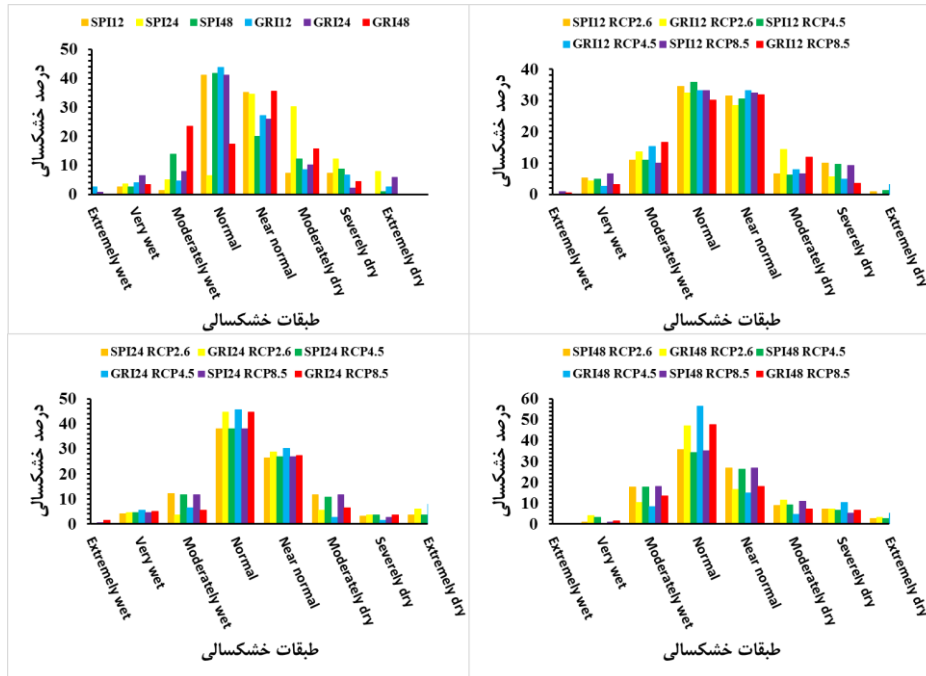 SPI12 SPI24 SPI48 GRI12 GRI24 GRI48
درصد خشکسالی
50
40
30
20
10
0
Extremely wet
Very wet
Moderately wet
Normal
Near normal
Moderately dry
Severely dry
Extremely dry
طبقات خشکسالی
SPI12 RCP2.6 GRI12 RCP2.6 SPI12 RCP4.5
GRI12 RCP4.5 SPI12 RCP8.5 GRI12 RCP8.5
درصد خشکسالی
40
30
20
10
0
Extremely wet
Very wet
Moderately wet
Normal
Near normal
Moderately dry
Severely dry
Extremely dry
طبقات خشکسالی
SPI24 RCP2.6 GRI24 RCP2.6 SPI24 RCP4.5
GRI24 RCP4.5 SPI24 RCP8.5 GRI24 RCP8.5
درصد خشکسالی
50
40
30
20
10
0
Extremely wet
Very wet
Moderately wet
Normal
Near normal
Moderately dry
Severely dry
Extremely dry
طبقات خشکسالی
SPI48 RCP2.6 GRI48 RCP2.6 SPI48 RCP4.5
GRI48 RCP4.5 SPI48 RCP8.5 GRI48 RCP8.5
درصد خشکسالی
60
50
40
30
20
10
0
Extremely wet
Very wet
Moderately wet
Normal
Near normal
Moderately dry
Severely dry
Extremely dry
طبقات خشکسالی